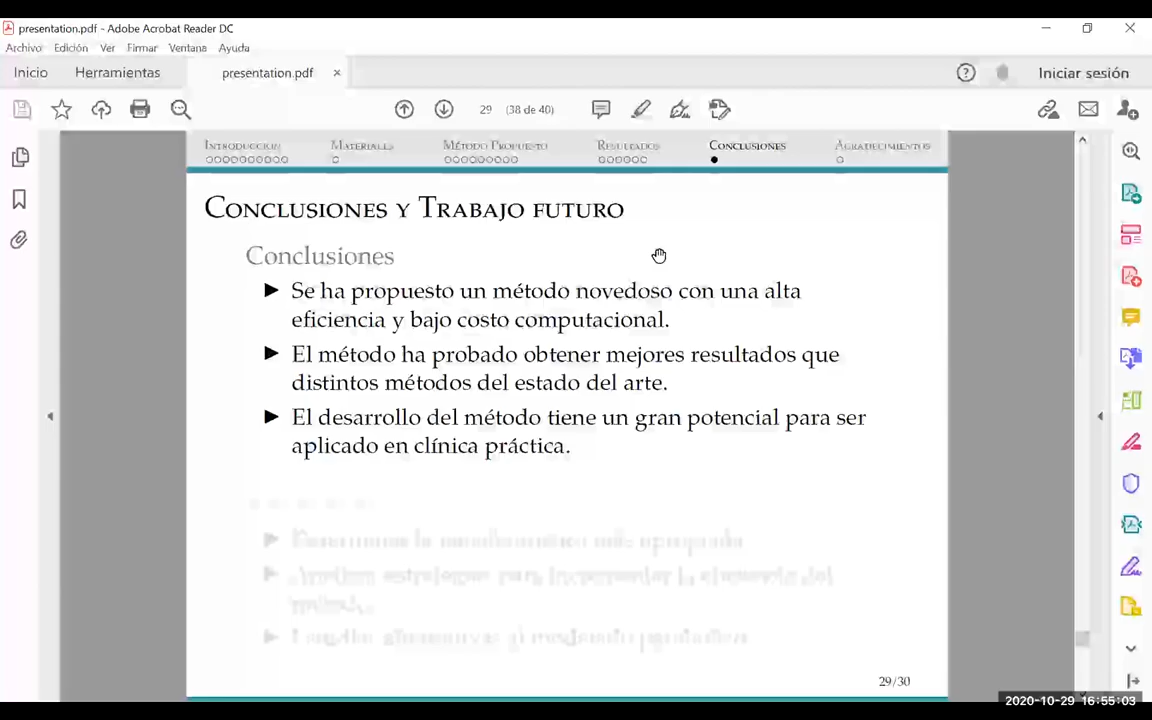 presentation.pdf - Adobe Acrobat Reader DC
Archivo Edición Ver Firmar Ventana Ayuda
Inicio Herramientas presentation.pdf × Iniciar sesión
29 (38 de 40)
INTRODUCCIÓN MATERIALES MÉTODO PROPUESTO RESULTADOS CONCLUSIONES AGRADECIMIENTOS
CONCLUSIONES Y TRABAJO FUTURO
Conclusiones
► Se ha propuesto un método novedoso con una alta
eficiencia y bajo costo computacional.
► El método ha probado obtener mejores resultados que
distintos métodos del estado del arte.
► El desarrollo del método tiene un gran potencial para ser
aplicado en clínica práctica.
29/30
2020-10-29 16:55:03